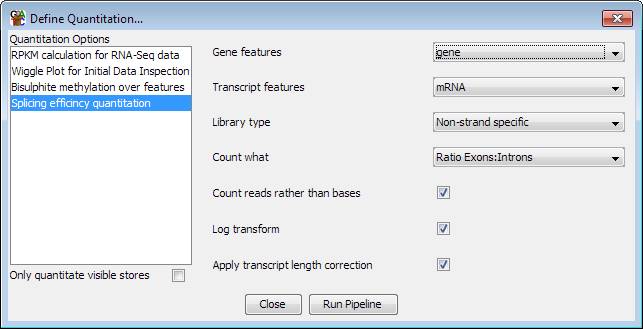 Define Quantitation...
Quantitation Options
RPKM calculation for RNA-Seq data
Wiggle Plot for Initial Data Inspection
Bisulphite methylation over features
Splicing efficincy quantitation
Only quantitate visible stores
Gene features
gene
Transcript features
mRNA
Library type
Non-strand specific
Count what
Ratio Exons:Introns
Count reads rather than bases
Log transform
Apply transcript length correction
Close
Run Pipeline